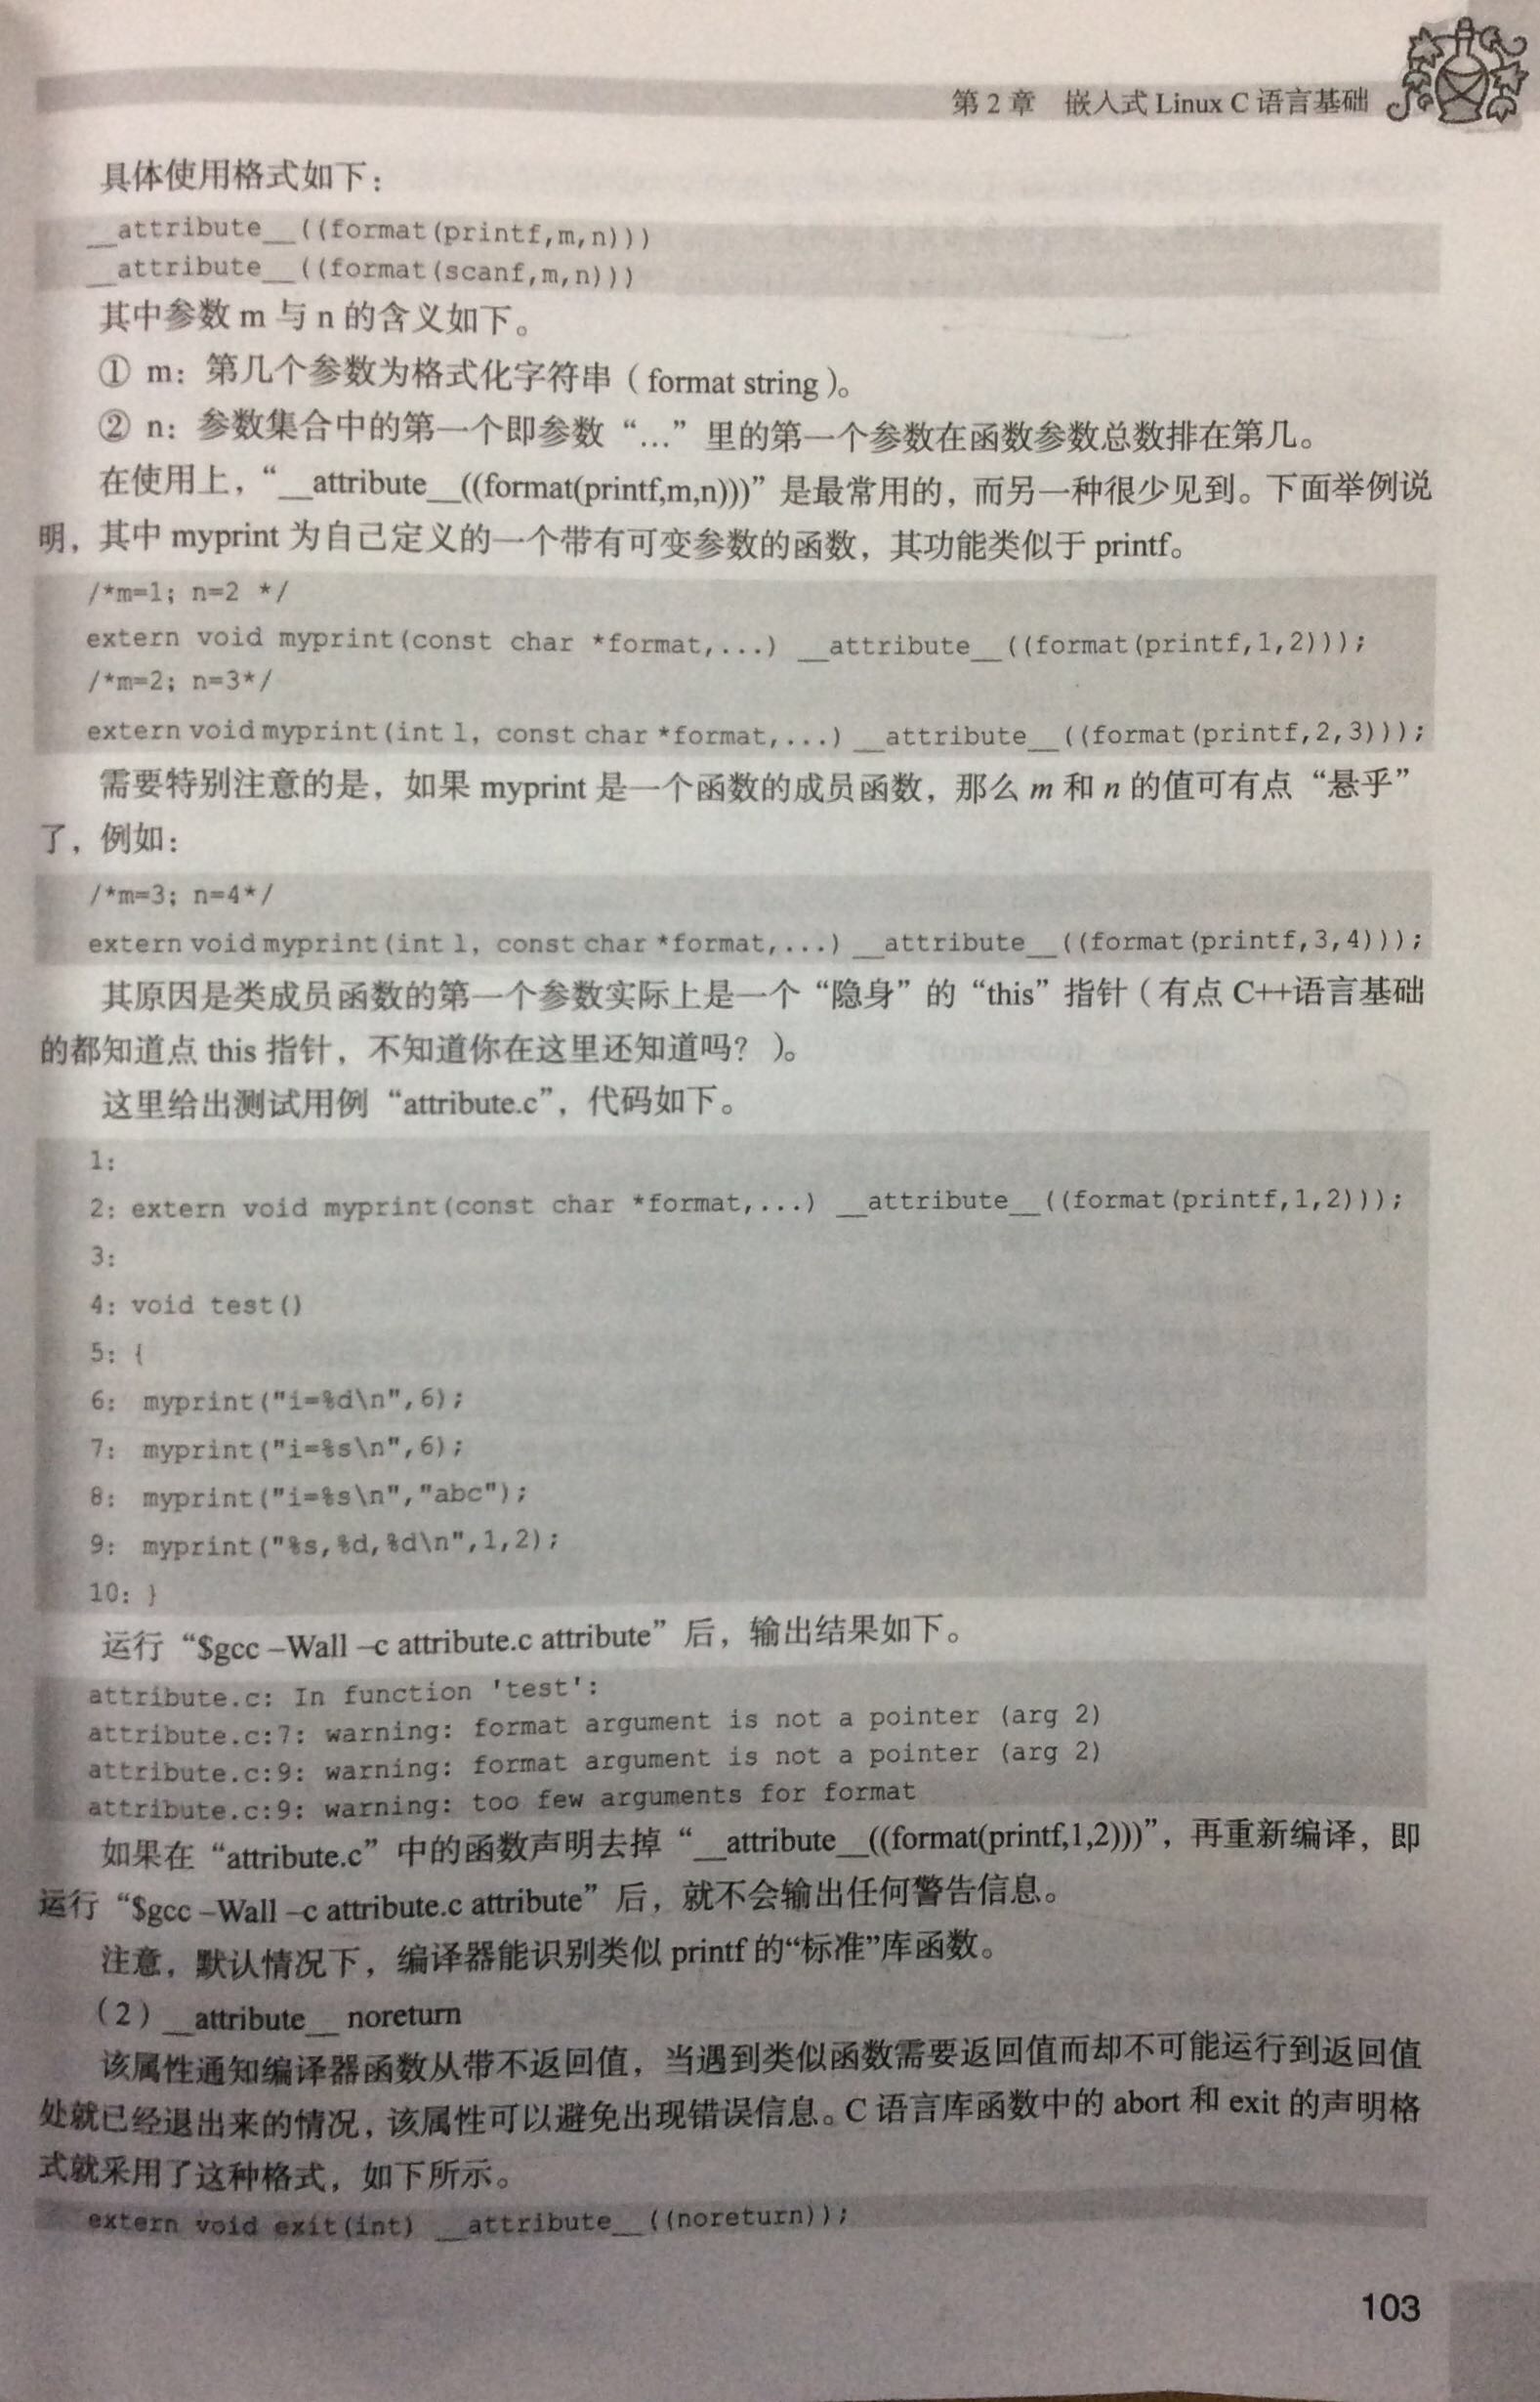 第 2 章 嵌入式 Linux C 语言基础
具体使用格式如下：
__attribute__((format(printf,m,n)))
__attribute__((format(scanf,m,n)))
其中参数 m 与 n 的含义如下。
① m：第几个参数为格式化字符串（format string）。
② n：参数集合中的第一个即参数“…”里的第一个参数在函数参数总数排在第几。
在使用上，“__attribute__((format(printf,m,n)))”是最常用的，而另一种很少见到。下面举例说
明，其中 myprint 为自己定义的一个带有可变参数的函数，其功能类似于 printf。
/*m=1; n=2 */
extern void myprint(const char *format,...) __attribute__((format(printf,1,2)));
/*m=2; n=3*/
extern void myprint(int l, const char *format,...) __attribute__((format(printf,2,3)));
需要特别注意的是，如果 myprint 是一个函数的成员函数，那么 m 和 n 的值可有点“悬乎”
了，例如：
/*m=3; n=4*/
extern void myprint(int l, const char *format,...) __attribute__((format(printf,3,4)));
其原因是类成员函数的第一个参数实际上是一个“隐身”的“this”指针（有点 C++语言基础
的都知道点 this 指针，不知道你在这里还知道吗？）。
这里给出测试用例“attribute.c”，代码如下。
1:
2: extern void myprint(const char *format,...) __attribute__((format(printf,1,2)));
3:
4: void test()
5: {
6: myprint("i=%d\n",6);
7: myprint("i=%s\n",6);
8: myprint("i=%s\n","abc");
9: myprint("%s,%d,%d\n",1,2);
10: }
运行“$gcc –Wall –c attribute.c attribute”后，输出结果如下。
attribute.c: In function 'test':
attribute.c:7: warning: format argument is not a pointer (arg 2)
attribute.c:9: warning: format argument is not a pointer (arg 2)
attribute.c:9: warning: too few arguments for format
如果在“attribute.c”中的函数声明去掉“__attribute__((format(printf,1,2)))”，再重新编译，即
运行“$gcc –Wall –c attribute.c attribute”后，就不会输出任何警告信息。
注意，默认情况下，编译器能识别类似 printf 的“标准”库函数。
（2）__attribute__ noreturn
该属性通知编译器函数从带不返回值，当遇到类似函数需要返回值而却不可能运行到返回值
处就已经退出来的情况，该属性可以避免出现错误信息。C 语言库函数中的 abort 和 exit 的声明格
式就采用了这种格式，如下所示。
extern void exit(int) __attribute__((noreturn));
103